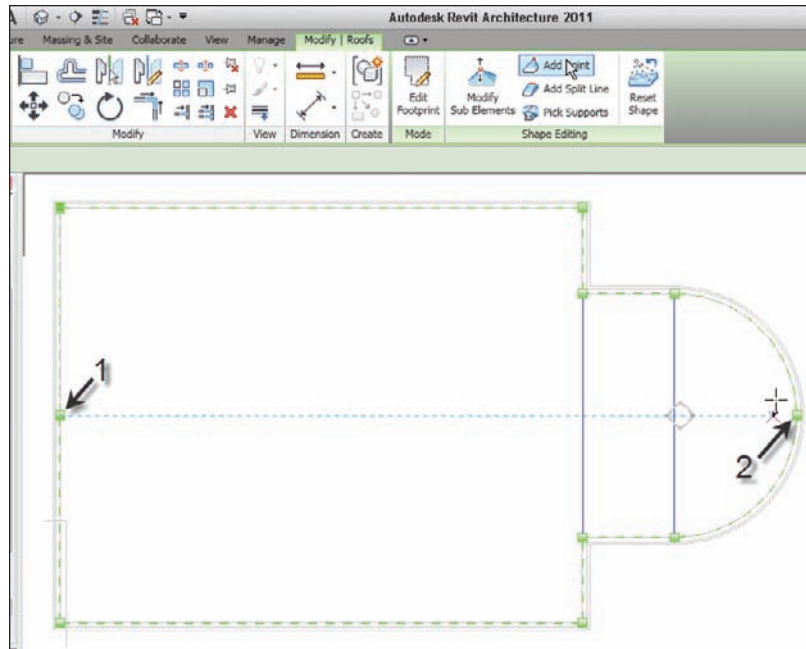 Autodesk Revit Architecture 2011
Massing & Site Collaborate View Manage Modify | Roofs
Add Point
Edit Footprint
Modify Sub Elements
Add Split Line
Pick Supports
Reset Shape
Modify View Dimension Create Mode Shape Editing
1
2